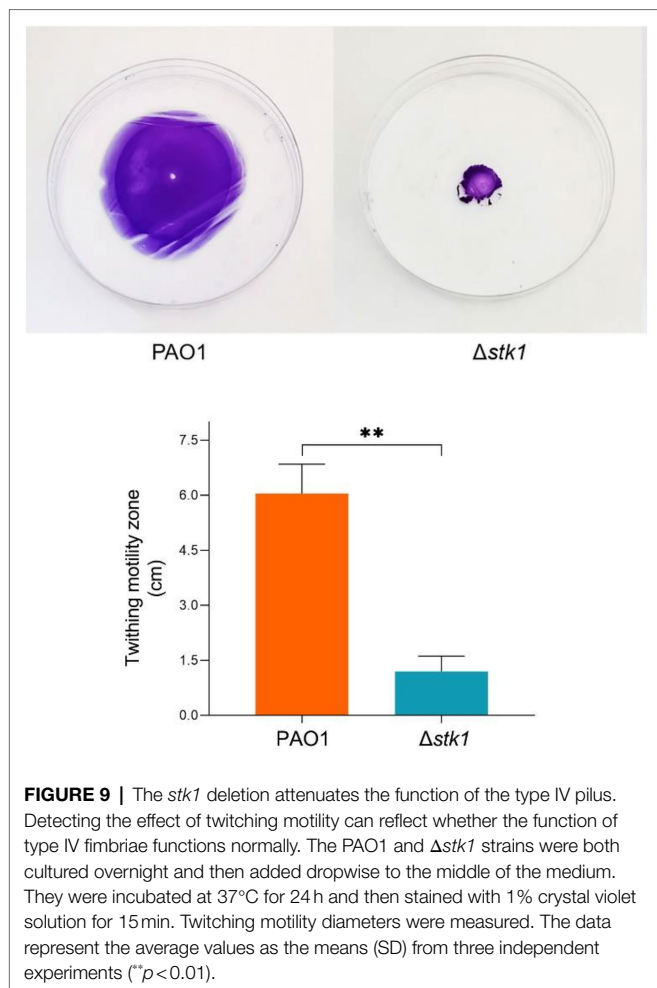 PAO1
Δstk1
**
7.5
6.0
4.5
3.0
1.5
0.0
Twithing motility zone
(cm)
PAO1
Δstk1
FIGURE 9 | The stk1 deletion attenuates the function of the type IV pilus.
Detecting the effect of twitching motility can reflect whether the function of
type IV fimbriae functions normally. The PAO1 and Δstk1 strains were both
cultured overnight and then added dropwise to the middle of the medium.
They were incubated at 37°C for 24 h and then stained with 1% crystal violet
solution for 15 min. Twitching motility diameters were measured. The data
represent the average values as the means (SD) from three independent
experiments (**p < 0.01).